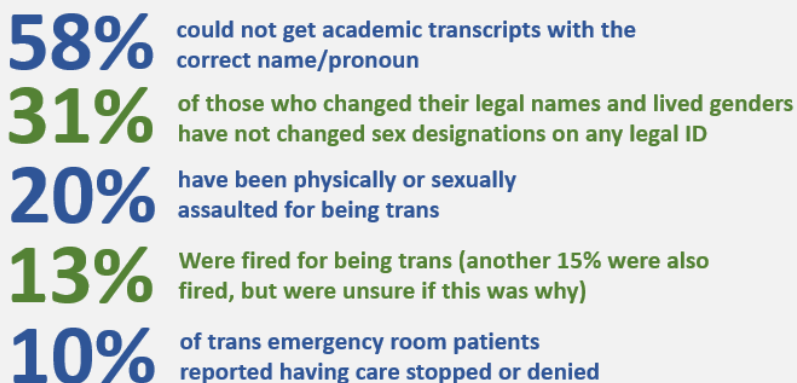 58% could not get academic transcripts with the
correct name/pronoun
31% of those who changed their legal names and lived genders
have not changed sex designations on any legal ID
20% have been physically or sexually
assaulted for being trans
13% Were fired for being trans (another 15% were also
fired, but were unsure if this was why)
10% of trans emergency room patients
reported having care stopped or denied